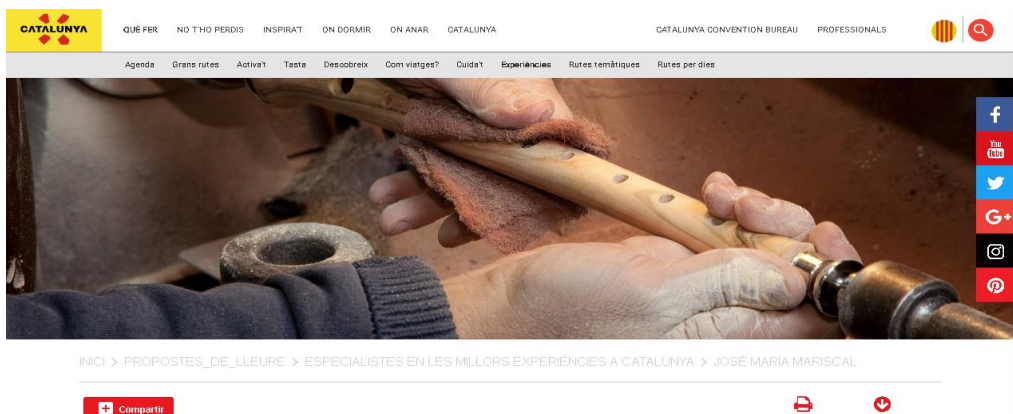 CATALUNYA
QUÈ FER NO T'HO PERDIS INSPIRA'T ON DORMIR ON ANAR CATALUNYA CATALUNYA CONVENTION BUREAU PROFESSIONALS
Agenda Grans rutes Activa't Tasta Descobreix Com viatges? Cuida't Experiències Rutes temàtiques Rutes per dies
f
You Tube
G+
INICI > PROPOSTES_DE_LLEURE > ESPECIALISTES EN LES MILLORS EXPERIÈNCIES A CATALUNYA > JOSÉ MARÍA MARISCAL
Compartir